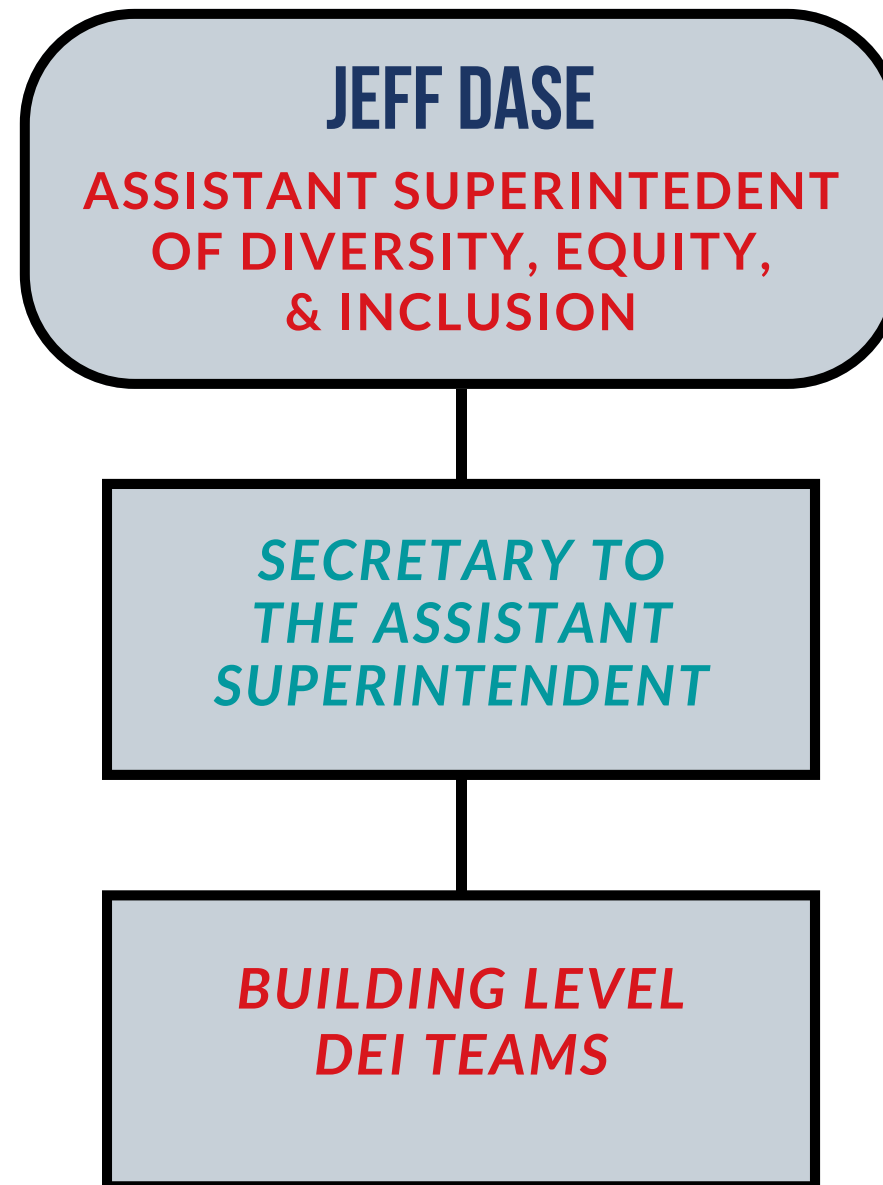 JEFF DASE
ASSISTANT SUPERINTEDENT
OF DIVERSITY, EQUITY,
& INCLUSION
SECRETARY TO
THE ASSISTANT
SUPERINTENDENT
BUILDING LEVEL
DEI TEAMS